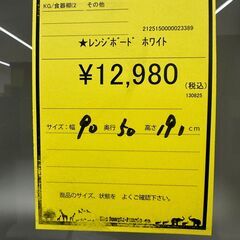 KG/食器棚(2 その他
2125150000023389
★レンジボード ホワイト
¥12,980
(税込)
130825
サイズ:幅 90 奥行 50 高さ 191 cm
商品のサイズ、状態を よくご確認下さい。